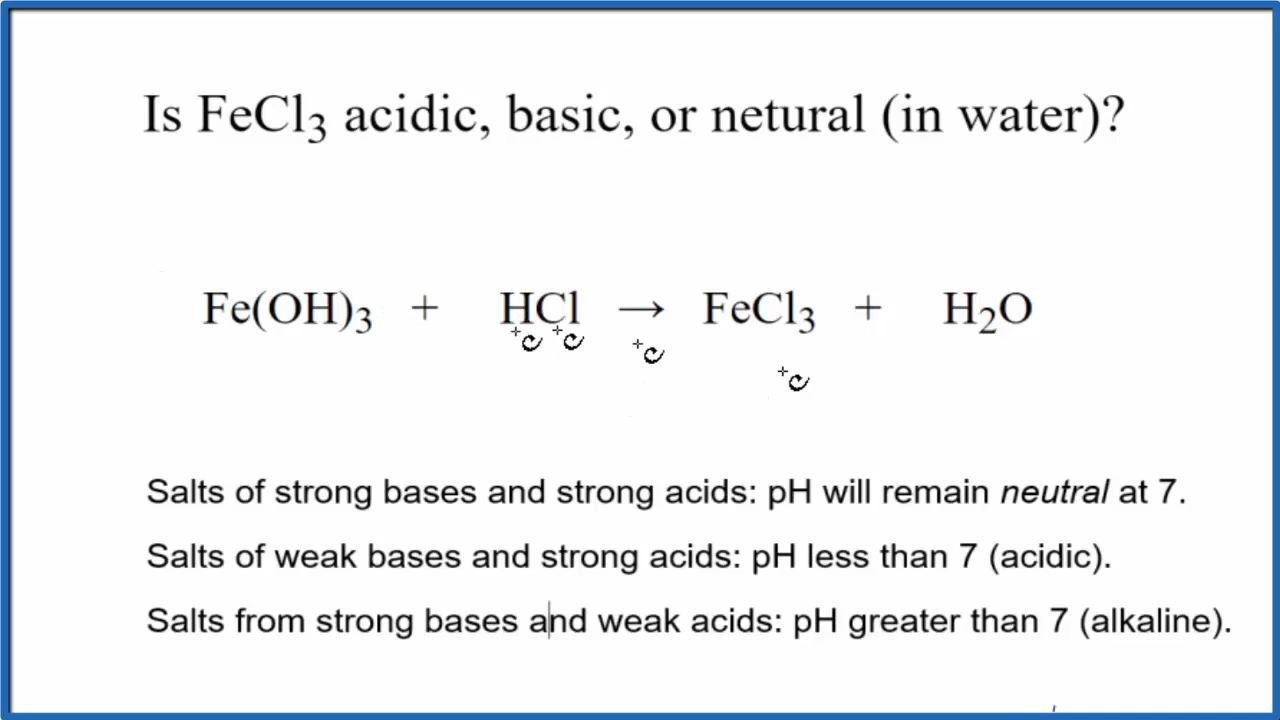 Is FeCl₃ acidic, basic, or netural (in water)?
Fe(OH)₃ + HCl → FeCl₃ + H₂O
Salts of strong bases and strong acids: pH will remain neutral at 7.
Salts of weak bases and strong acids: pH less than 7 (acidic).
Salts from strong bases and weak acids: pH greater than 7 (alkaline).